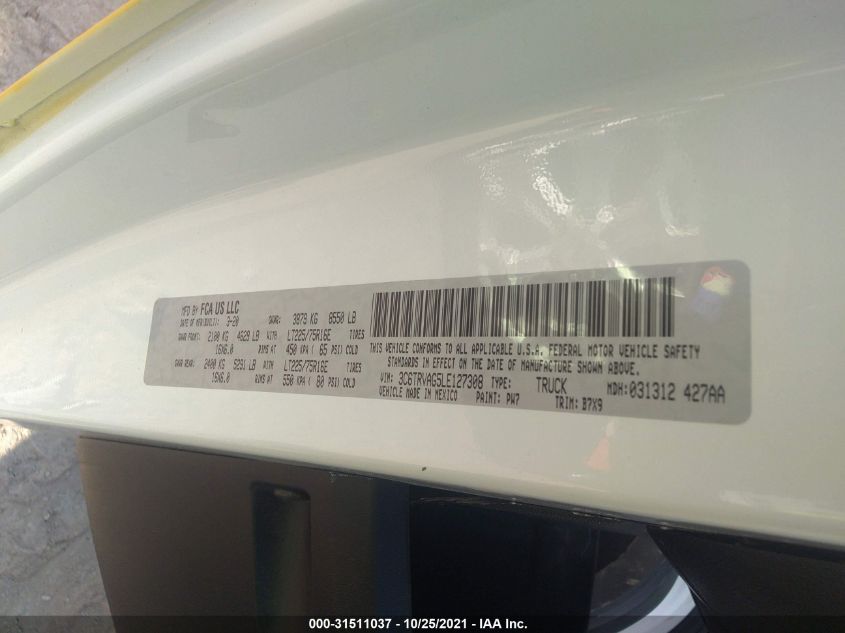 MFD BY FCA US LLC
DATE OF MFR(BUILT): 3-20 GVWR: 3878 KG 8550 LB
GAWR FRONT: 2100 KG 4629 LB WITH LT225/75R16E TIRES
16X6.0 RIMS AT 450 KPA ( 65 PSI) COLD
GAWR REAR: 2400 KG 5291 LB WITH LT225/75R16E TIRES
16X6.0 RIMS AT 550 KPA ( 80 PSI) COLD
THIS VEHICLE CONFORMS TO ALL APPLICABLE U.S.A. FEDERAL MOTOR VEHICLE SAFETY
STANDARDS IN EFFECT ON THE DATE OF MANUFACTURE SHOWN ABOVE.
VIN: 3C6TRVAG5LE127308 TYPE: TRUCK MDH: 031312 427AA
VEHICLE MADE IN MEXICO PAINT: PW7 TRIM: B7X9
000-31511037 - 10/25/2021 - IAA Inc.